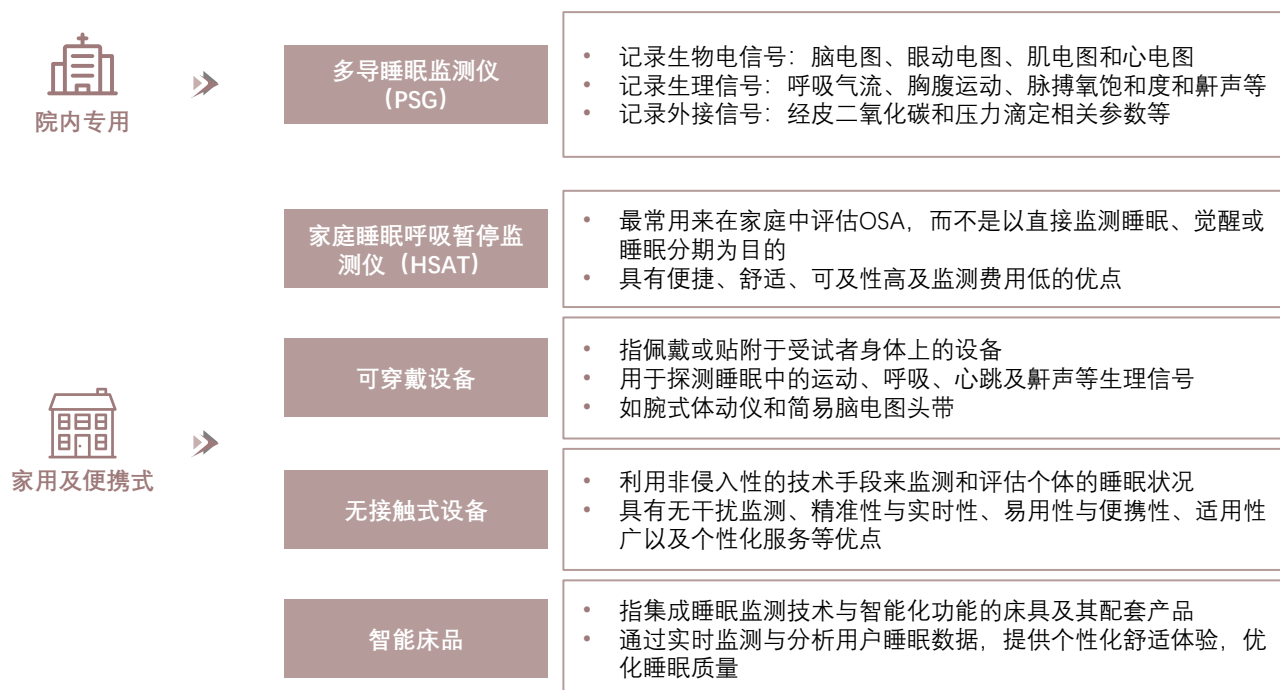 院内专用
多导睡眠监测仪
（PSG）
• 记录生物电信号：脑电图、眼动电图、肌电图和心电图
• 记录生理信号：呼吸气流、胸腹运动、脉搏氧饱和度和鼾声等
• 记录外接信号：经皮二氧化碳和压力滴定相关参数等
家庭睡眠呼吸暂停监
测仪（HSAT）
• 最常用来在家庭中评估OSA，而不是以直接监测睡眠、觉醒或
睡眠分期为目的
• 具有便捷、舒适、可及性高及监测费用低的优点
家用及便携式
可穿戴设备
• 指佩戴或贴附于受试者身体上的设备
• 用于探测睡眠中的运动、呼吸、心跳及鼾声等生理信号
• 如腕式体动仪和简易脑电图头带
无接触式设备
• 利用非侵入性的技术手段来监测和评估个体的睡眠状况
• 具有无干扰监测、精准性与实时性、易用性与便携性、适用性
广以及个性化服务等优点
智能床品
• 指集成睡眠监测技术与智能化功能的床具及其配套产品
• 通过实时监测与分析用户睡眠数据，提供个性化舒适体验，优
化睡眠质量